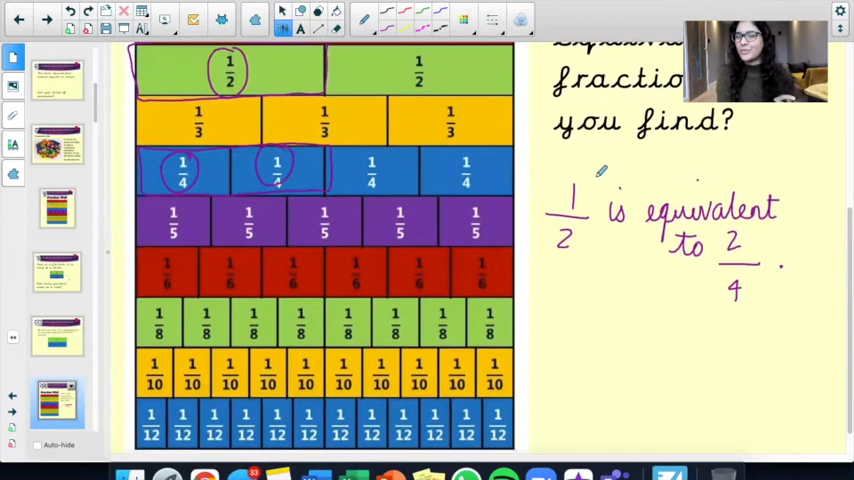 1/2 1/2
1/3 1/3 1/3
1/4 1/4 1/4 1/4
1/5 1/5 1/5 1/5 1/5
1/6 1/6 1/6 1/6 1/6 1/6
1/8 1/8 1/8 1/8 1/8 1/8 1/8 1/8
1/10 1/10 1/10 1/10 1/10 1/10 1/10 1/10 1/10 1/10
1/12 1/12 1/12 1/12 1/12 1/12 1/12 1/12 1/12 1/12 1/12 1/12
fractio
you find?
1/2 is equivalent
to 2/4 .
Auto-hide
33